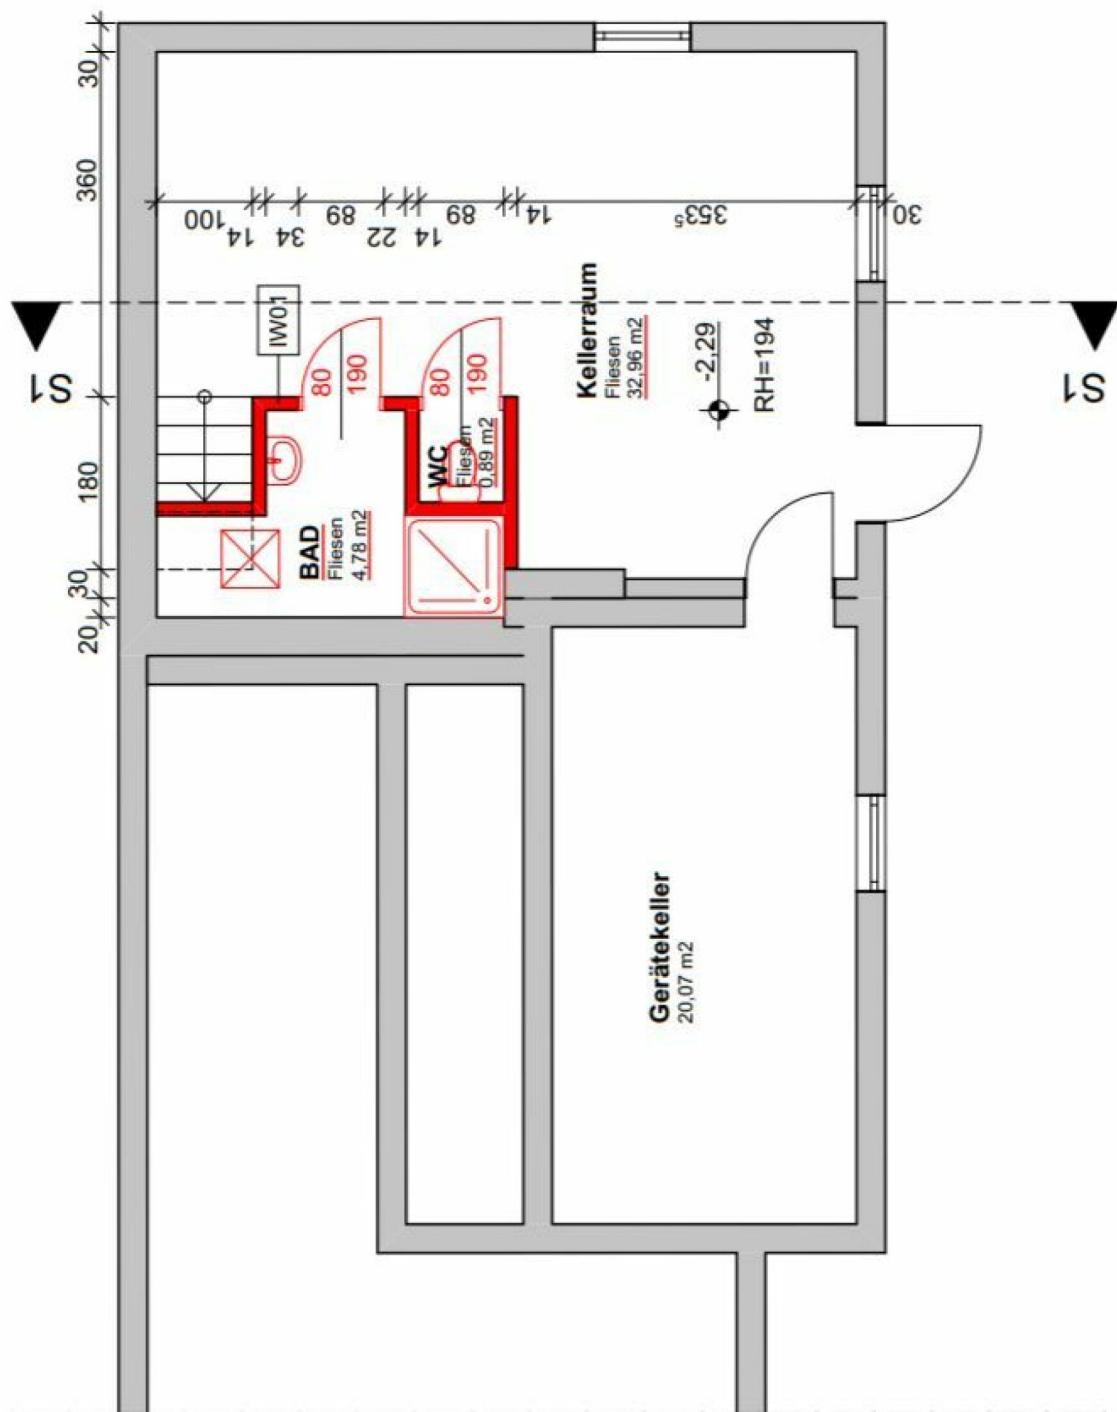 30
360
180
30
20
100
14
34
89
22
14
89
14
353⁵
30
S1
S1
IW01
80
190
80
190
Kellerraum
Fliesen
32,96 m2
-2,29
RH=194
WC
Fliesen
0,89 m2
BAD
Fliesen
4,78 m2
Gerätekeller
20,07 m2